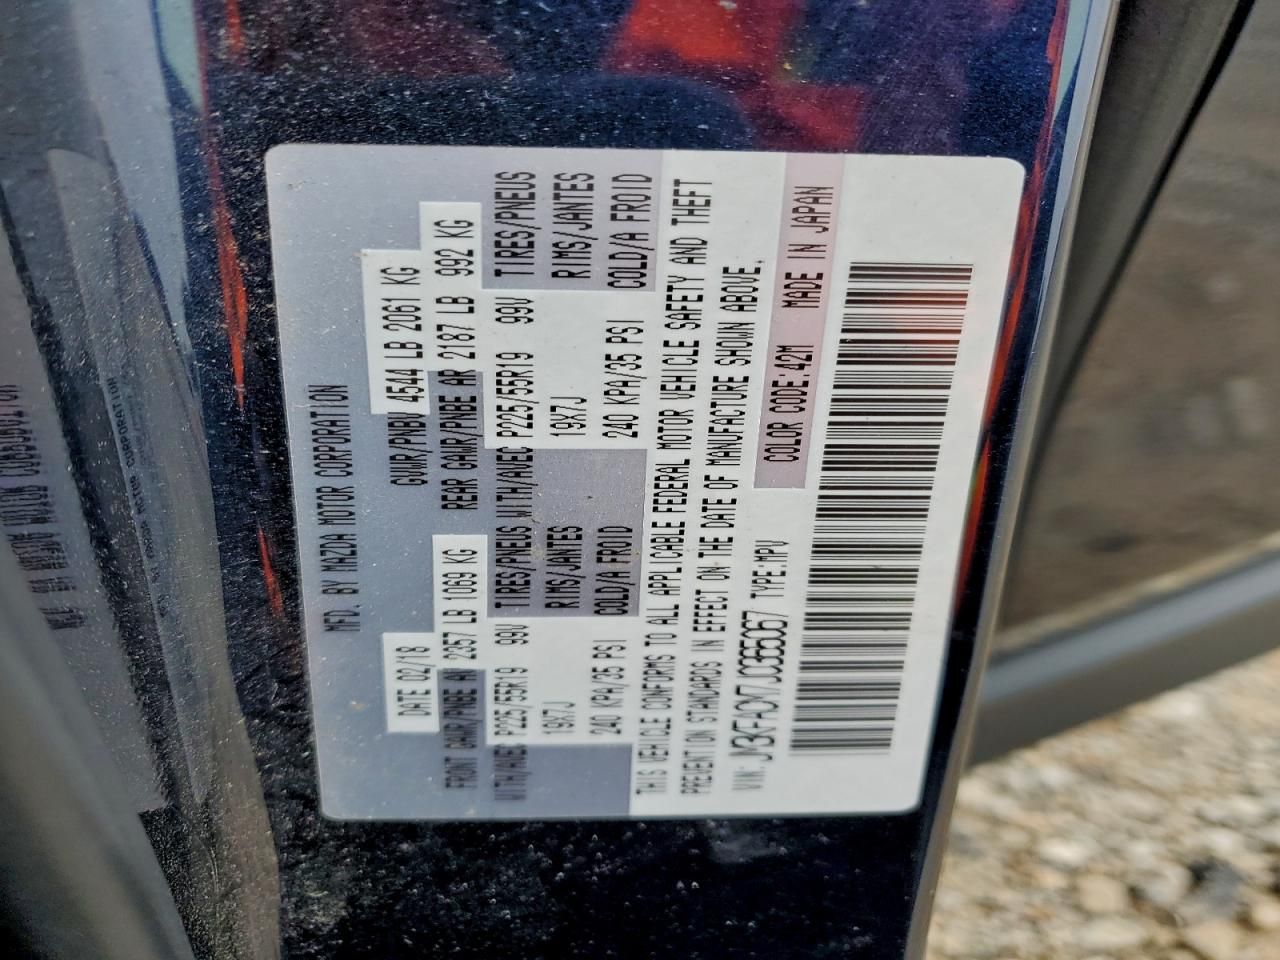 MFD. BY MAZDA MOTOR CORPORATION
DATE 02/18 GVWR/PNBV 4544 LB 2061 KG
FRONT GAWR/PNBE AV 2357 LB 1069 KG REAR GAWR/PNBE AR 2187 LB 992 KG
WITH/AVEC P225/55R19 99V TIRES/PNEUS WITH/AVEC P225/55R19 99V TIRES/PNEUS
19X7J RIMS/JANTES 19X7J RIMS/JANTES
240 KPA/35 PSI COLD/A FROID 240 KPA/35 PSI COLD/A FROID
THIS VEHICLE CONFORMS TO ALL APPLICABLE FEDERAL MOTOR VEHICLE SAFETY AND THEFT
PREVENTION STANDARDS IN EFFECT ON THE DATE OF MANUFACTURE SHOWN ABOVE.
VIN: TYPE:MPV COLOR CODE:42M MADE IN JAPAN